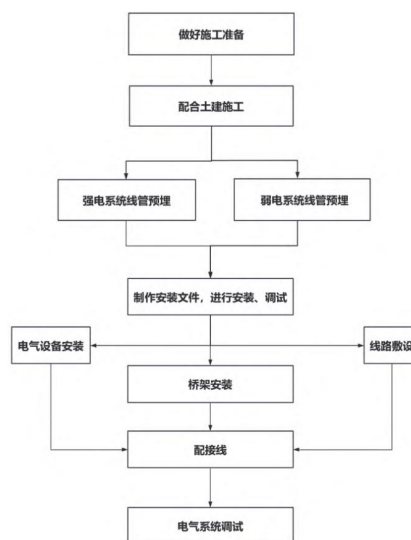 做好施工准备
配合土建施工
强电系统线管预埋
弱电系统线管预埋
制作安装文件，进行安装、调试
电气设备安装
线路敷设
桥架安装
配接线
电气系统调试